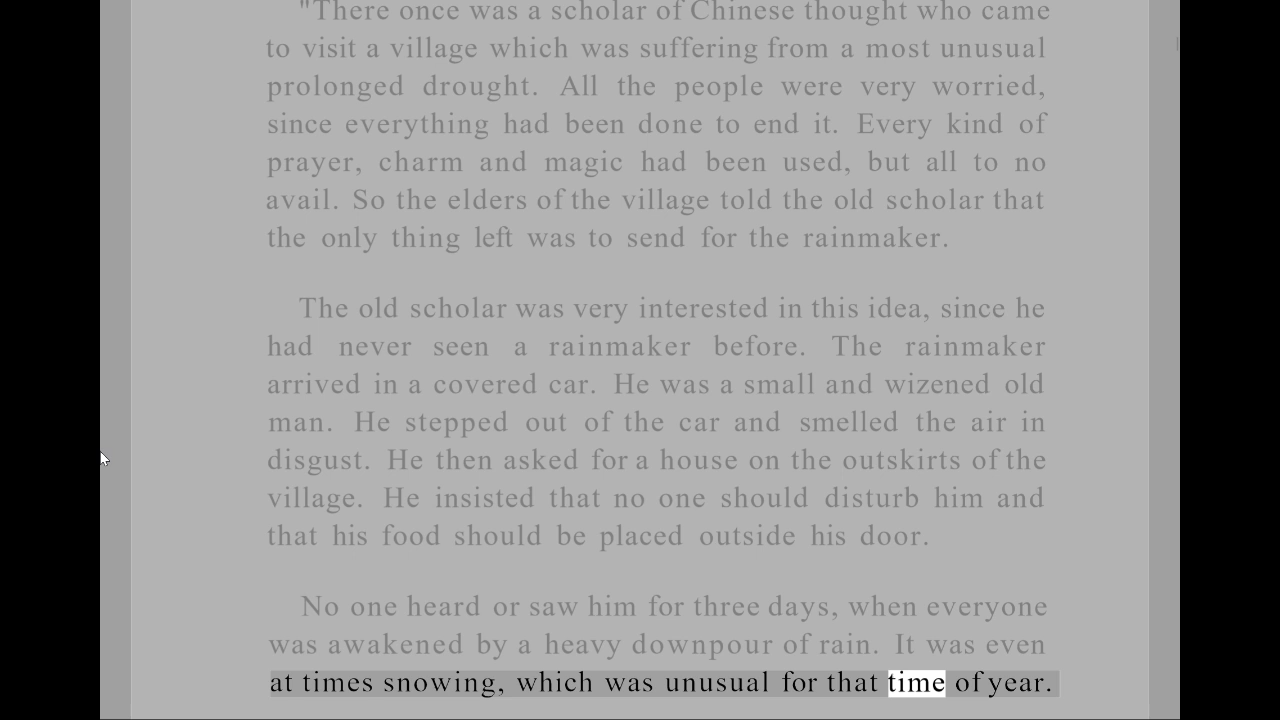 "There once was a scholar of Chinese thought who came
to visit a village which was suffering from a most unusual
prolonged drought. All the people were very worried,
since everything had been done to end it. Every kind of
prayer, charm and magic had been used, but all to no
avail. So the elders of the village told the old scholar that
the only thing left was to send for the rainmaker.
The old scholar was very interested in this idea, since he
had never seen a rainmaker before. The rainmaker
arrived in a covered car. He was a small and wizened old
man. He stepped out of the car and smelled the air in
disgust. He then asked for a house on the outskirts of the
village. He insisted that no one should disturb him and
that his food should be placed outside his door.
No one heard or saw him for three days, when everyone
was awakened by a heavy downpour of rain. It was even
at times snowing, which was unusual for that time of year.